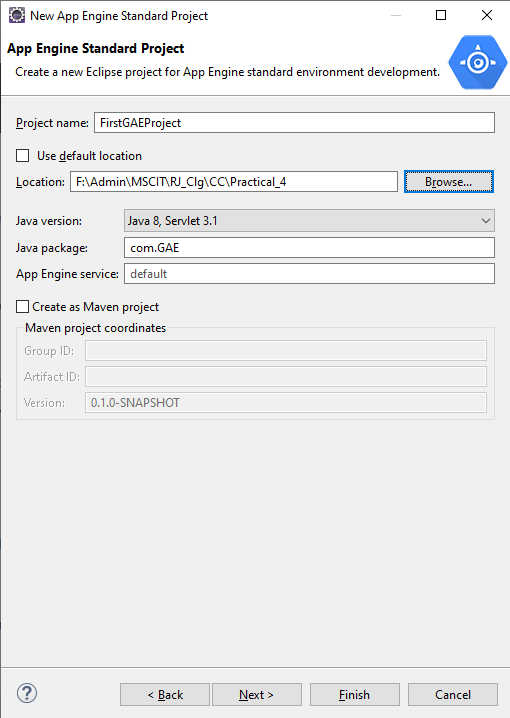 New App Engine Standard Project
App Engine Standard Project
Create a new Eclipse project for App Engine standard environment development.
Project name: FirstGAEProject
Use default location
Location: F:\Admin\MSCIT\RJ_Clg\CC\Practical_4 Browse...
Java version: Java 8, Servlet 3.1
Java package: com.GAE
App Engine service: default
Create as Maven project
Maven project coordinates
Group ID:
Artifact ID:
Version: 0.1.0-SNAPSHOT
? < Back Next > Finish Cancel